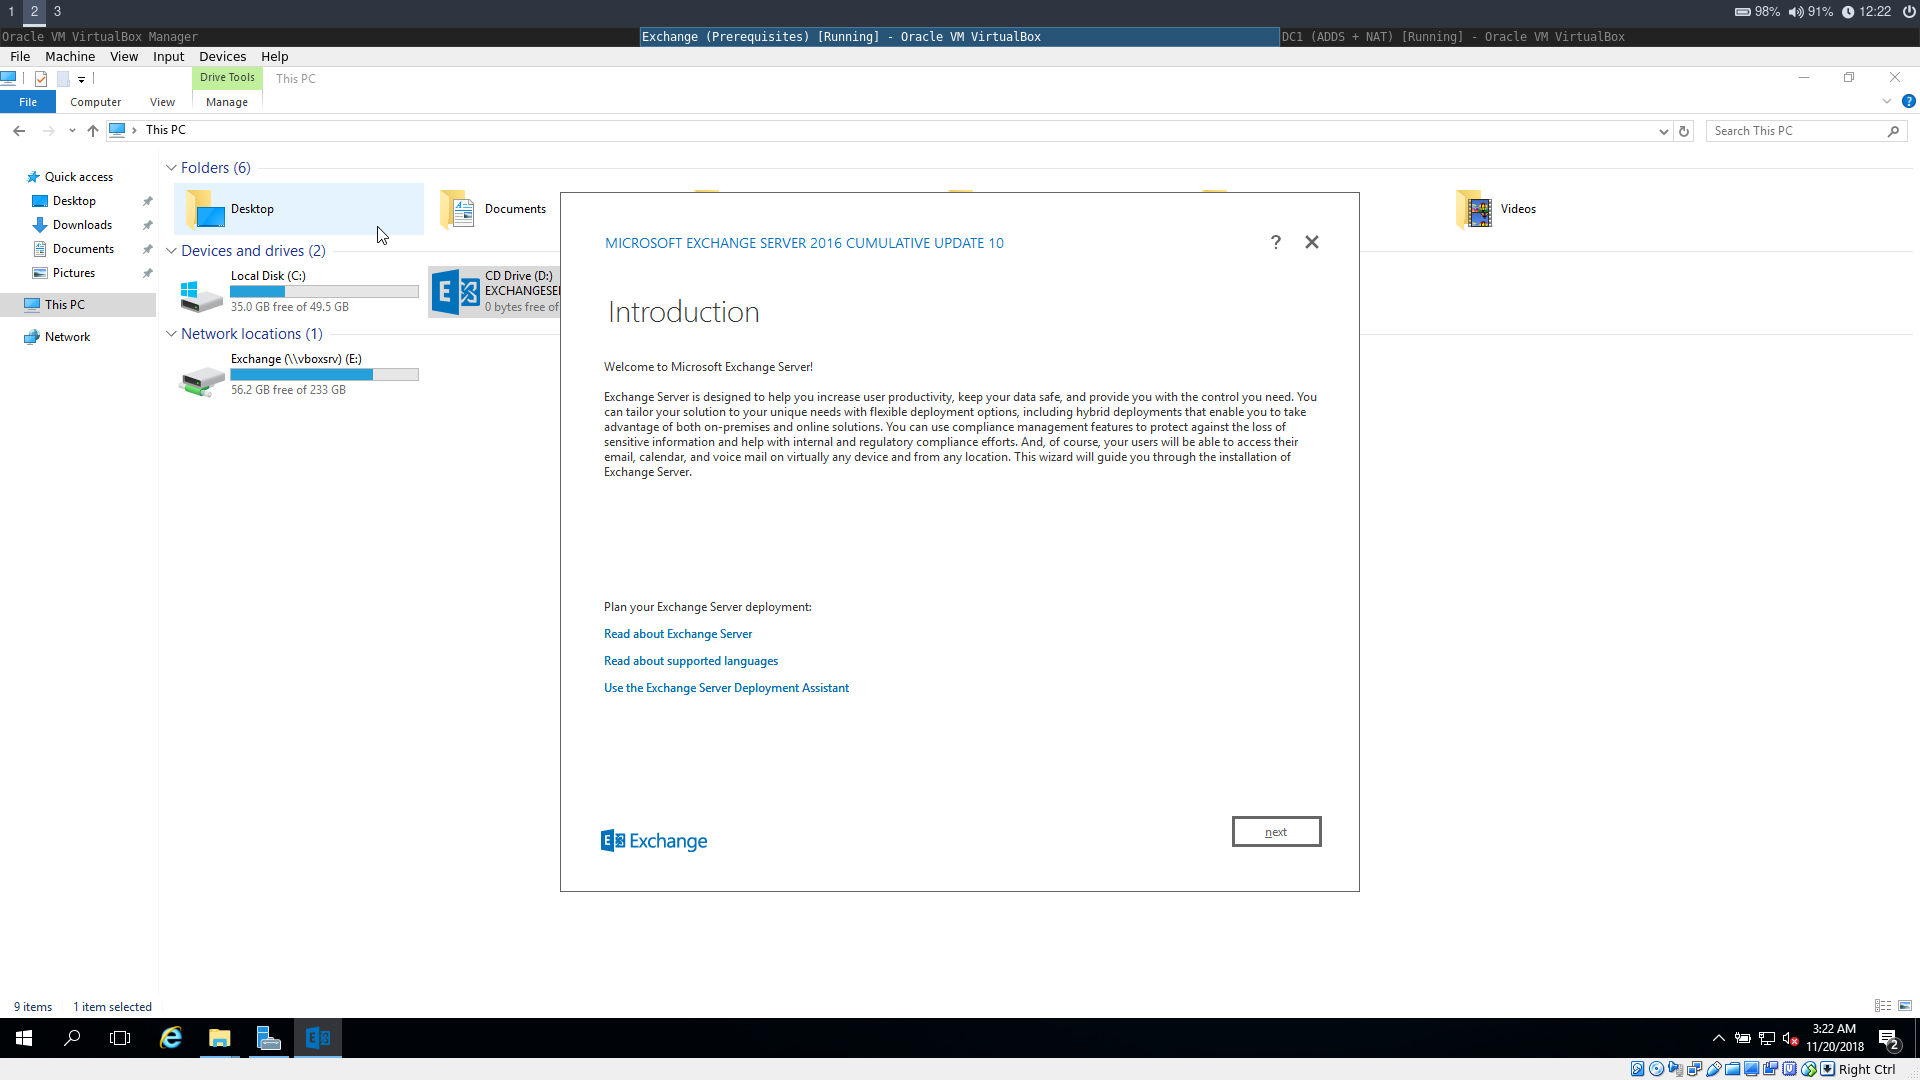 1 2 3
98% 91% 12:22
Oracle VM VirtualBox Manager
Exchange (Prerequisites) [Running] - Oracle VM VirtualBox
DC1 (ADDS + NAT) [Running] - Oracle VM VirtualBox
File Machine View Input Devices Help
Drive Tools This PC
File Computer View Manage
This PC
Search This PC
Quick access
Desktop
Downloads
Documents
Pictures
This PC
Network
Folders (6)
Desktop
Documents
Videos
Devices and drives (2)
Local Disk (C:)
35.0 GB free of 49.5 GB
CD Drive (D:)
EXCHANGESE
0 bytes free of
Network locations (1)
Exchange (\\vboxsrv) (E:)
56.2 GB free of 233 GB
MICROSOFT EXCHANGE SERVER 2016 CUMULATIVE UPDATE 10
?
Introduction
Welcome to Microsoft Exchange Server!
Exchange Server is designed to help you increase user productivity, keep your data safe, and provide you with the control you need. You
can tailor your solution to your unique needs with flexible deployment options, including hybrid deployments that enable you to take
advantage of both on-premises and online solutions. You can use compliance management features to protect against the loss of
sensitive information and help with internal and regulatory compliance efforts. And, of course, your users will be able to access their
email, calendar, and voice mail on virtually any device and from any location. This wizard will guide you through the installation of
Exchange Server.
Plan your Exchange Server deployment:
Read about Exchange Server
Read about supported languages
Use the Exchange Server Deployment Assistant
Exchange
next
9 items 1 item selected
3:22 AM
11/20/2018
2
Right Ctrl